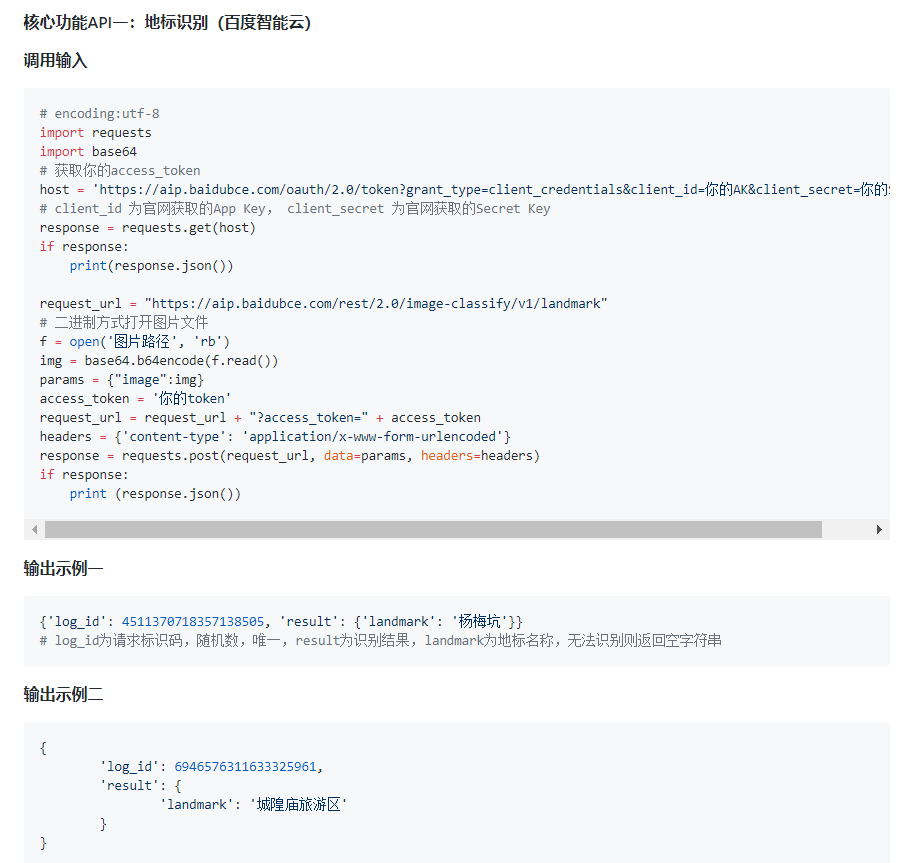 核心功能API一：地标识别（百度智能云）
调用输入
# encoding:utf-8
import requests
import base64
# 获取你的access_token
host = 'https://aip.baidubce.com/oauth/2.0/token?grant_type=client_credentials&client_id=你的AK&client_secret=你的
# client_id 为官网获取的App Key， client_secret 为官网获取的Secret Key
response = requests.get(host)
if response:
    print(response.json())
request_url = "https://aip.baidubce.com/rest/2.0/image-classify/v1/landmark"
# 二进制方式打开图片文件
f = open('图片路径', 'rb')
img = base64.b64encode(f.read())
params = {"image":img}
access_token = '你的token'
request_url = request_url + "?access_token=" + access_token
headers = {'content-type': 'application/x-www-form-urlencoded'}
response = requests.post(request_url, data=params, headers=headers)
if response:
    print (response.json())
输出示例一
{'log_id': 4511370718357138505, 'result': {'landmark': '杨梅坑'}}
# log_id为请求标识码，随机数，唯一，result为识别结果，landmark为地标名称，无法识别则返回空字符串
输出示例二
{
        'log_id': 6946576311633325961,
        'result': {
                'landmark': '城隍庙旅游区'
        }
}